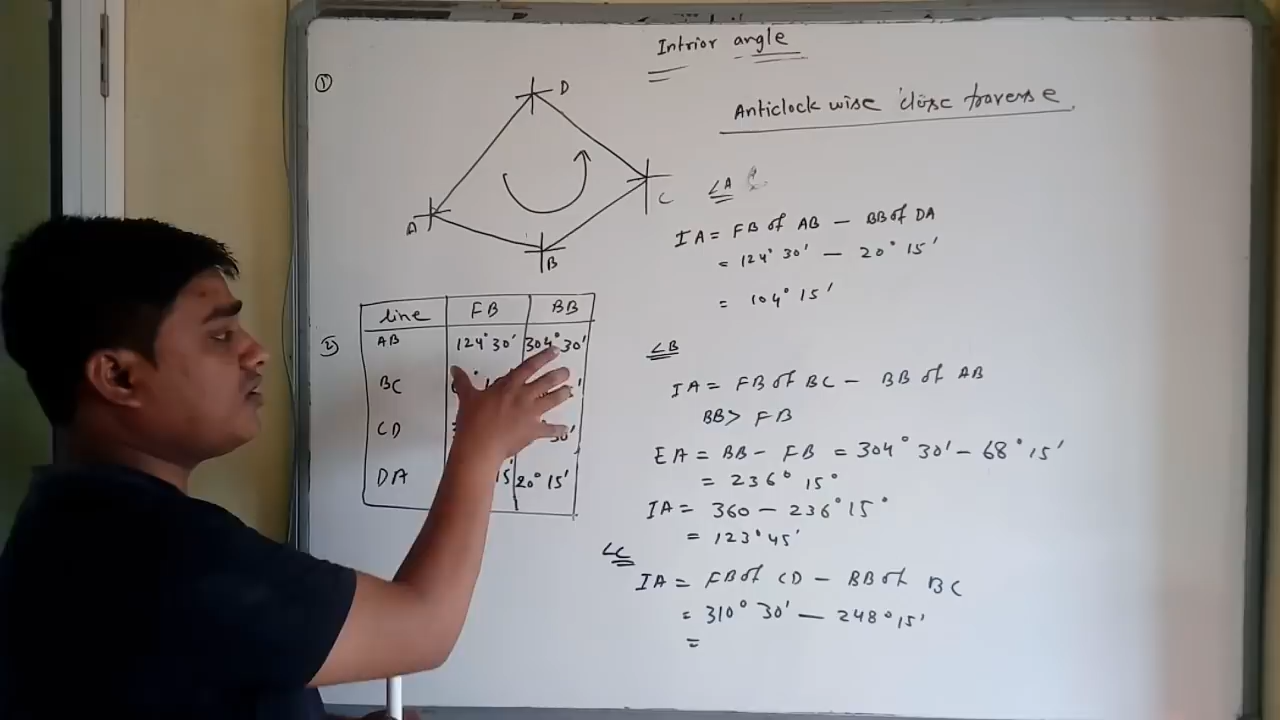 Intrior angle
Anticlock wise close traverse.
①
D
A
C
B
∠A
IA = FB of AB - BB of DA
= 124° 30' - 20° 15'
= 104° 15'
②
line FB BB
AB 124° 30' 304° 30'
BC
CD 30'
DA 15' 20° 15'
∠B
IA = FB of BC - BB of AB
BB > FB
EA = BB - FB = 304° 30' - 68° 15'
= 236° 15°
IA = 360 - 236° 15°
= 123° 45'
∠C
IA = FB of CD - BB of BC
= 310° 30' - 248° 15'
=